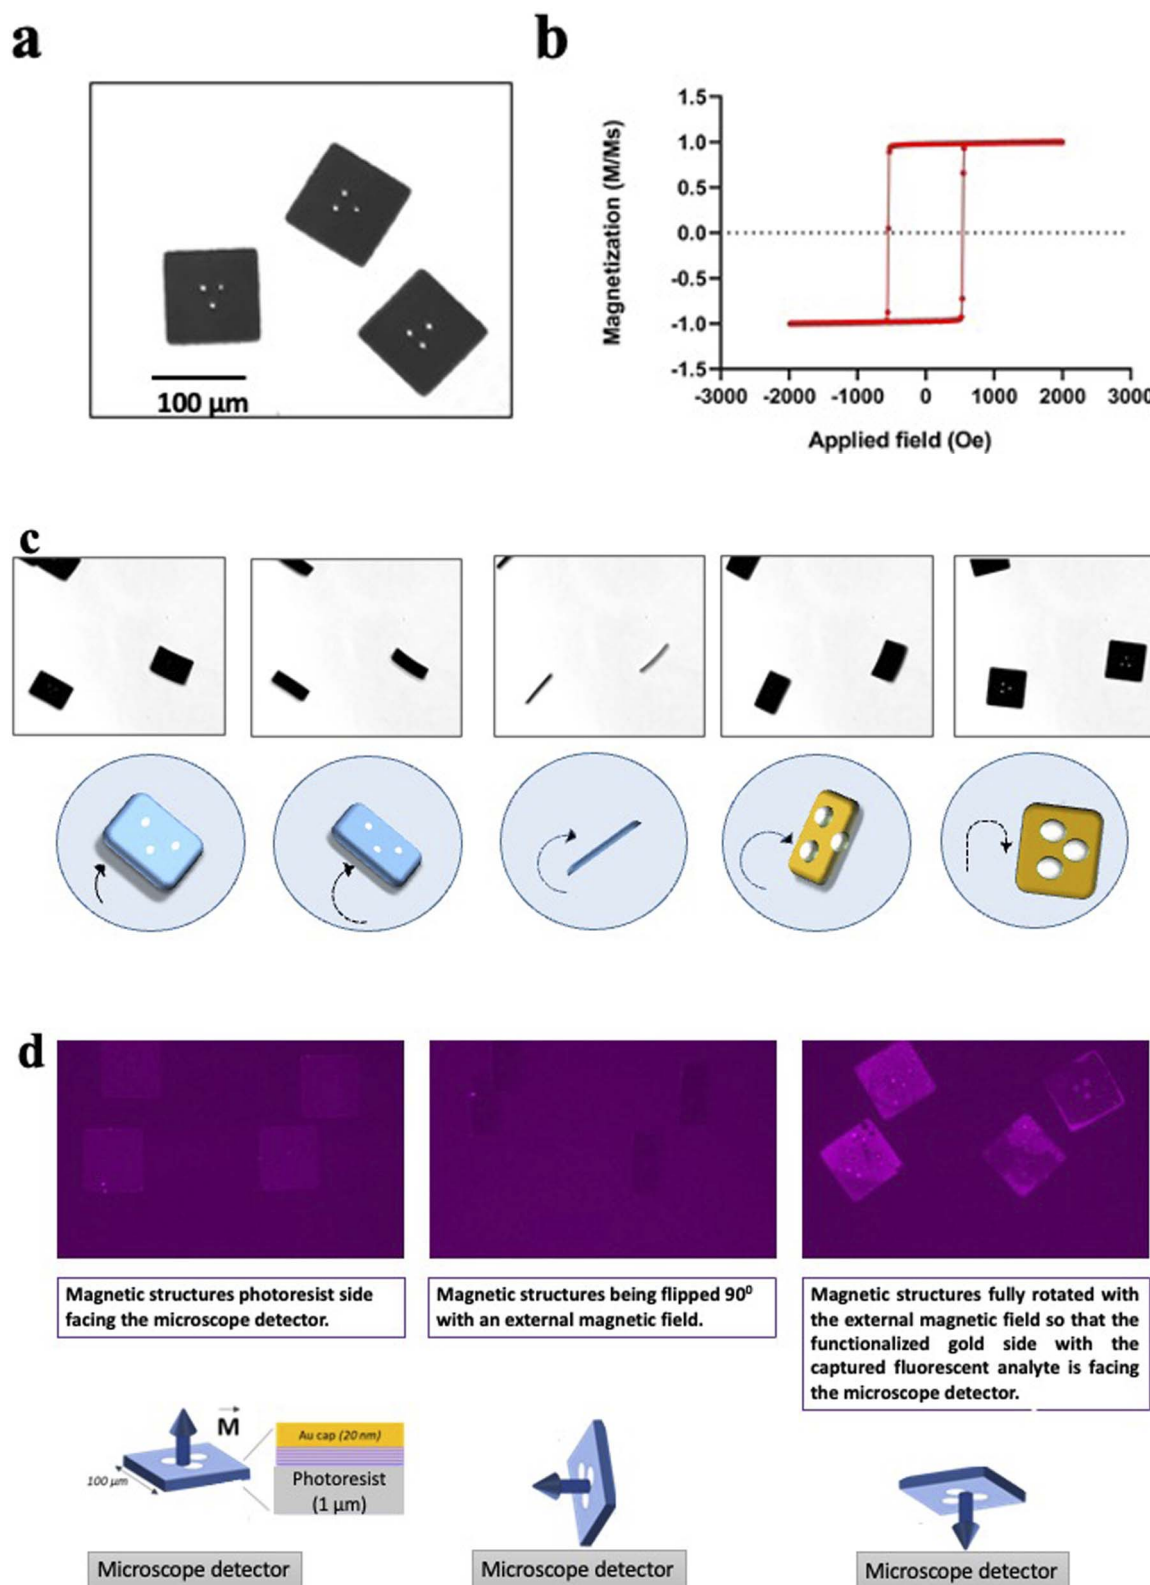 a
100 μm
b
Magnetization (M/Ms)
1.5
1.0
0.5
0.0
-0.5
-1.0
-1.5
-3000 -2000 -1000 0 1000 2000 3000
Applied field (Oe)
c
d
Magnetic structures photoresist side
facing the microscope detector.
Magnetic structures being flipped 90⁰
with an external magnetic field.
Magnetic structures fully rotated with
the external magnetic field so that the
functionalized gold side with the
captured fluorescent analyte is facing
the microscope detector.
M
100 μm
Au cap (20 nm)
Photoresist
(1 μm)
Microscope detector
Microscope detector
Microscope detector